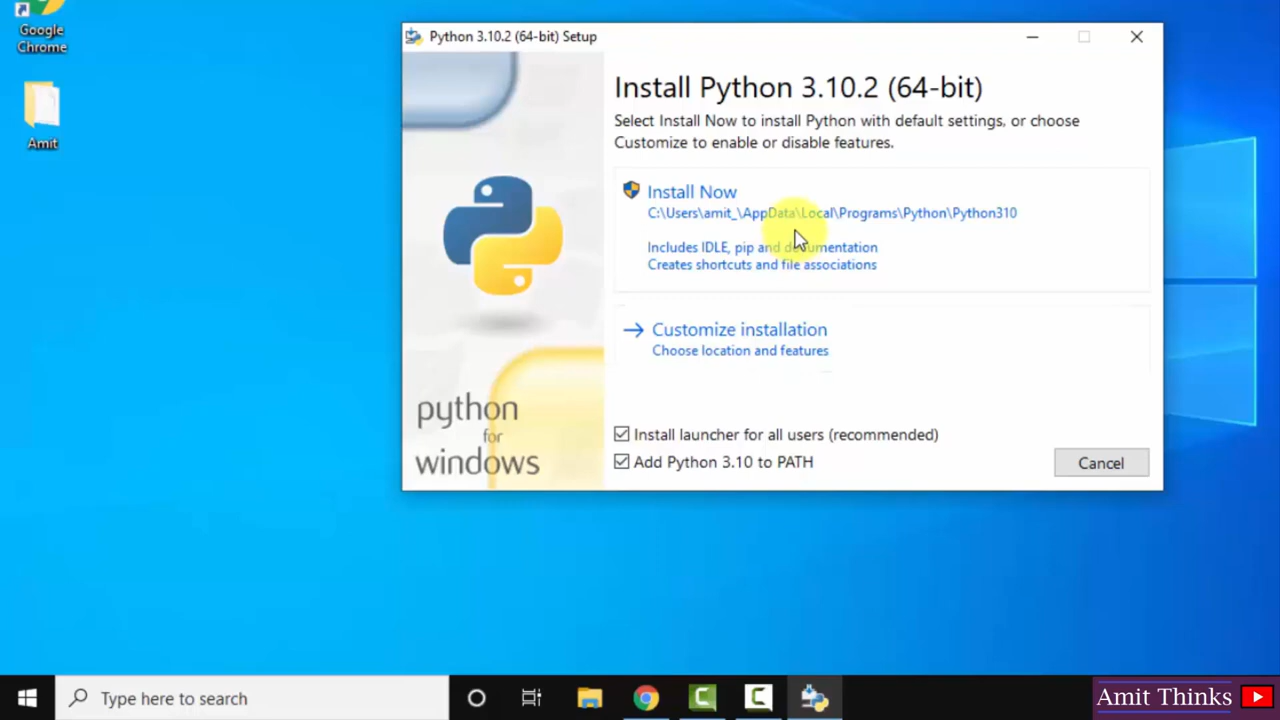 Google
Chrome
Amit
Python 3.10.2 (64-bit) Setup
Install Python 3.10.2 (64-bit)
Select Install Now to install Python with default settings, or choose
Customize to enable or disable features.
Install Now
C:\Users\amit_\AppData\Local\Programs\Python\Python310
Includes IDLE, pip and documentation
Creates shortcuts and file associations
Customize installation
Choose location and features
python
for
windows
Install launcher for all users (recommended)
Add Python 3.10 to PATH
Cancel
Type here to search
Amit Thinks